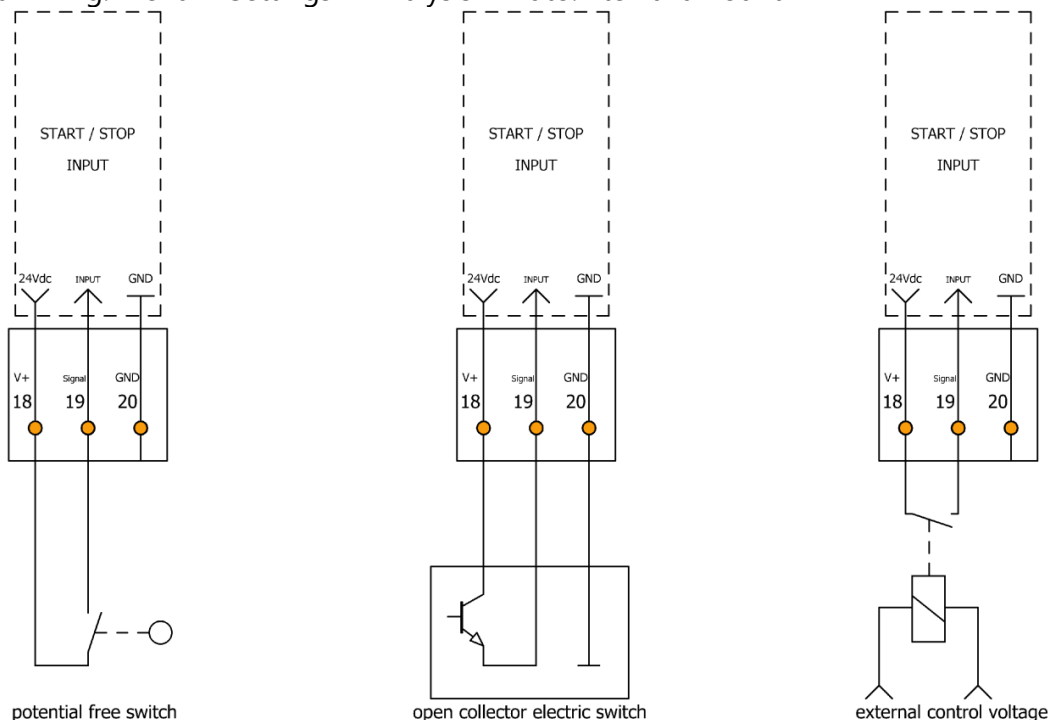 Settings
START / STOP
INPUT
24Vdc INPUT GND
V+ Signal GND
18 19 20
potential free switch
START / STOP
INPUT
24Vdc INPUT GND
V+ Signal GND
18 19 20
open collector electric switch
START / STOP
INPUT
24Vdc INPUT GND
V+ Signal GND
18 19 20
external control voltage